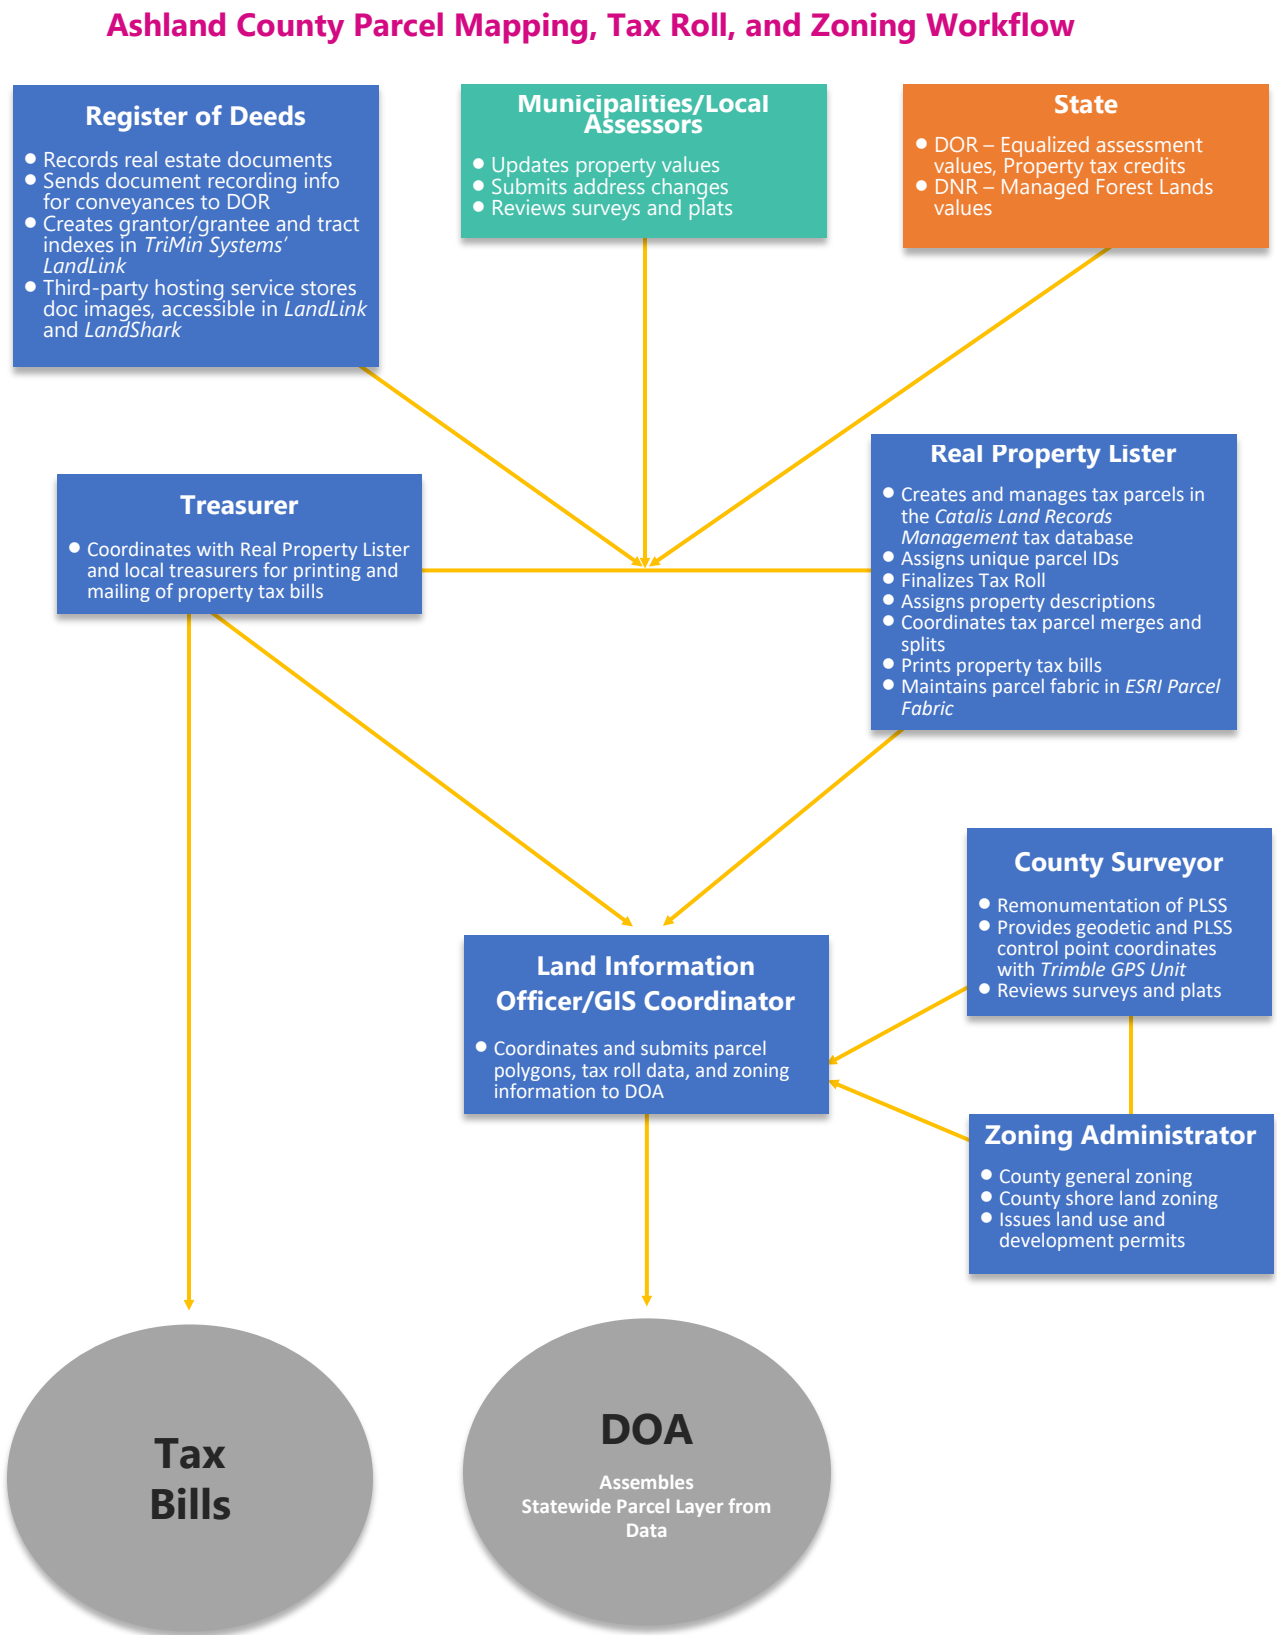 Ashland County Parcel Mapping, Tax Roll, and Zoning Workflow
Register of Deeds
● Records real estate documents
● Sends document recording info
for conveyances to DOR
● Creates grantor/grantee and tract
indexes in TriMin Systems’
LandLink
● Third-party hosting service stores
doc images, accessible in LandLink
and LandShark
Municipalities/Local
Assessors
● Updates property values
● Submits address changes
● Reviews surveys and plats
State
● DOR – Equalized assessment
values, Property tax credits
● DNR – Managed Forest Lands
values
Treasurer
● Coordinates with Real Property Lister
and local treasurers for printing and
mailing of property tax bills
Real Property Lister
● Creates and manages tax parcels in
the Catalis Land Records
Management tax database
● Assigns unique parcel IDs
● Finalizes Tax Roll
● Assigns property descriptions
● Coordinates tax parcel merges and
splits
● Prints property tax bills
● Maintains parcel fabric in ESRI Parcel
Fabric
County Surveyor
● Remonumentation of PLSS
● Provides geodetic and PLSS
control point coordinates
with Trimble GPS Unit
● Reviews surveys and plats
Land Information
Officer/GIS Coordinator
● Coordinates and submits parcel
polygons, tax roll data, and zoning
information to DOA
Zoning Administrator
● County general zoning
● County shore land zoning
● Issues land use and
development permits
Tax
Bills
DOA
Assembles
Statewide Parcel Layer from
Data